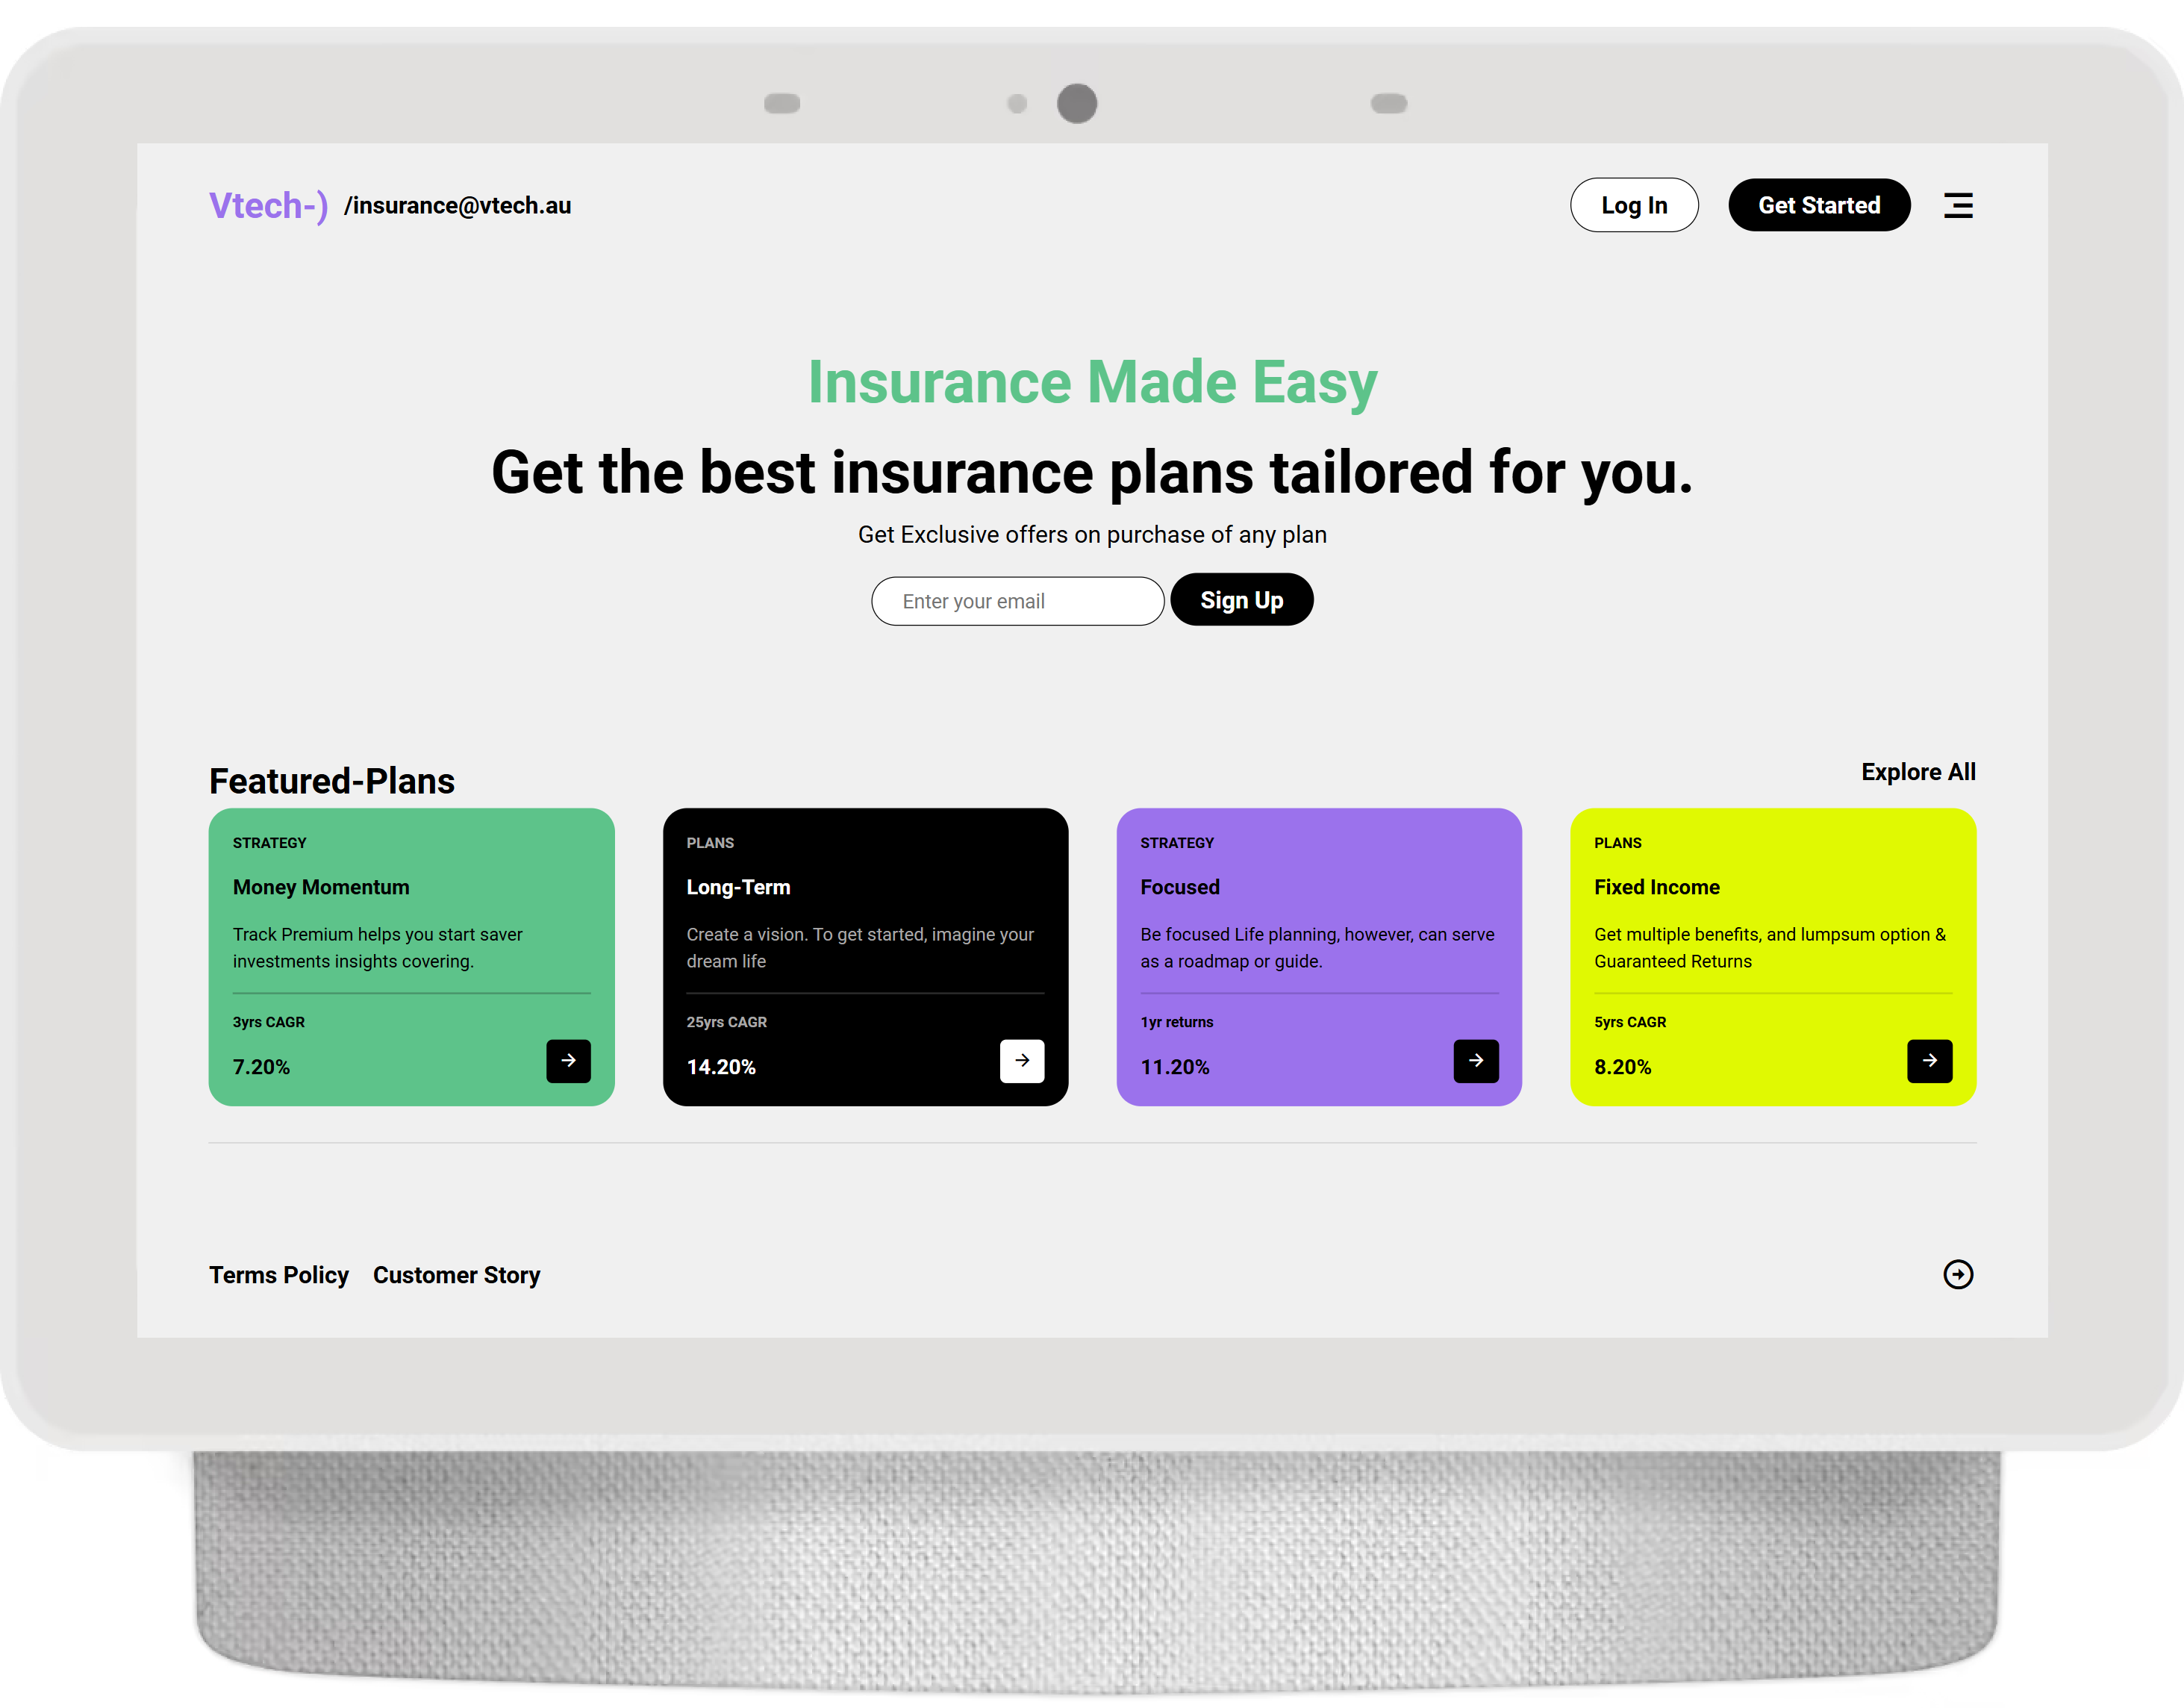 Vtech-) /insurance@vtech.au
Log In
Get Started
Insurance Made Easy
Get the best insurance plans tailored for you.
Get Exclusive offers on purchase of any plan
Enter your email
Sign Up
Featured-Plans
Explore All
STRATEGY
Money Momentum
Track Premium helps you start saver
investments insights covering.
3yrs CAGR
7.20%
PLANS
Long-Term
Create a vision. To get started, imagine your
dream life
25yrs CAGR
14.20%
STRATEGY
Focused
Be focused Life planning, however, can serve
as a roadmap or guide.
1yr returns
11.20%
PLANS
Fixed Income
Get multiple benefits, and lumpsum option &
Guaranteed Returns
5yrs CAGR
8.20%
Terms Policy
Customer Story